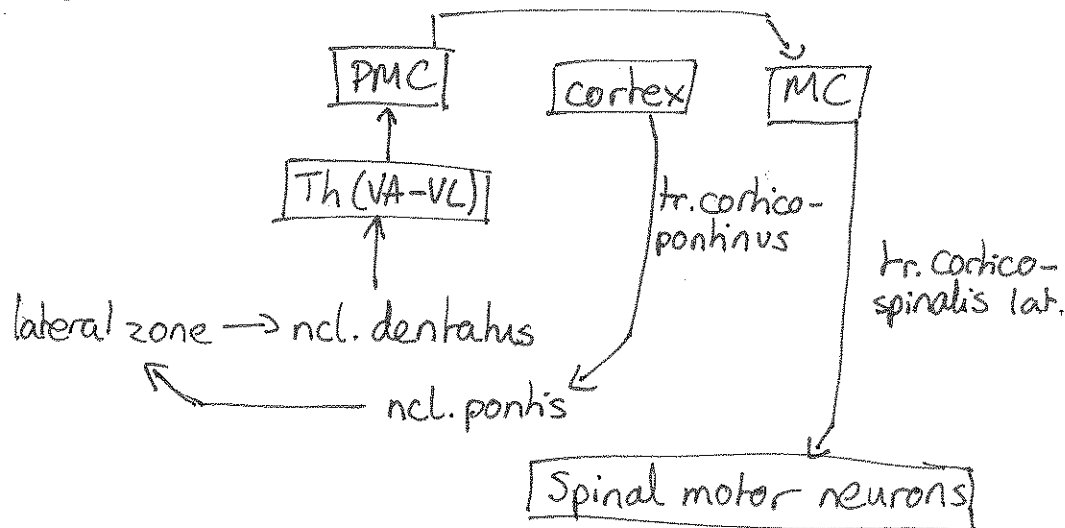 PMC
cortex
MC
Th (VA-VL)
tr. cortico-
pontinus
tr. cortico-
spinalis lat.
lateral zone → ncl. dentatus
ncl. pontis
Spinal motor neurons